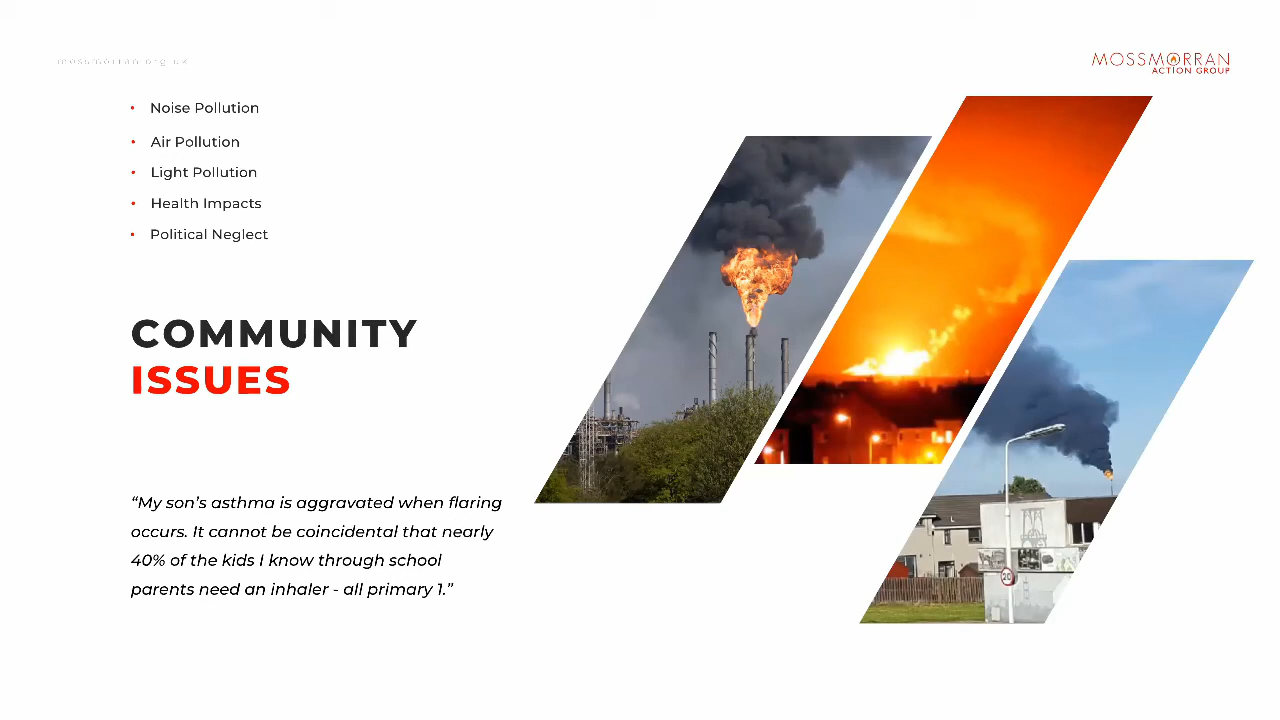 mossmorran.org.uk
MOSSMORRAN
ACTION GROUP
• Noise Pollution
• Air Pollution
• Light Pollution
• Health Impacts
• Political Neglect
COMMUNITY
ISSUES
“My son’s asthma is aggravated when flaring
occurs. It cannot be coincidental that nearly
40% of the kids I know through school
parents need an inhaler - all primary 1.”
20